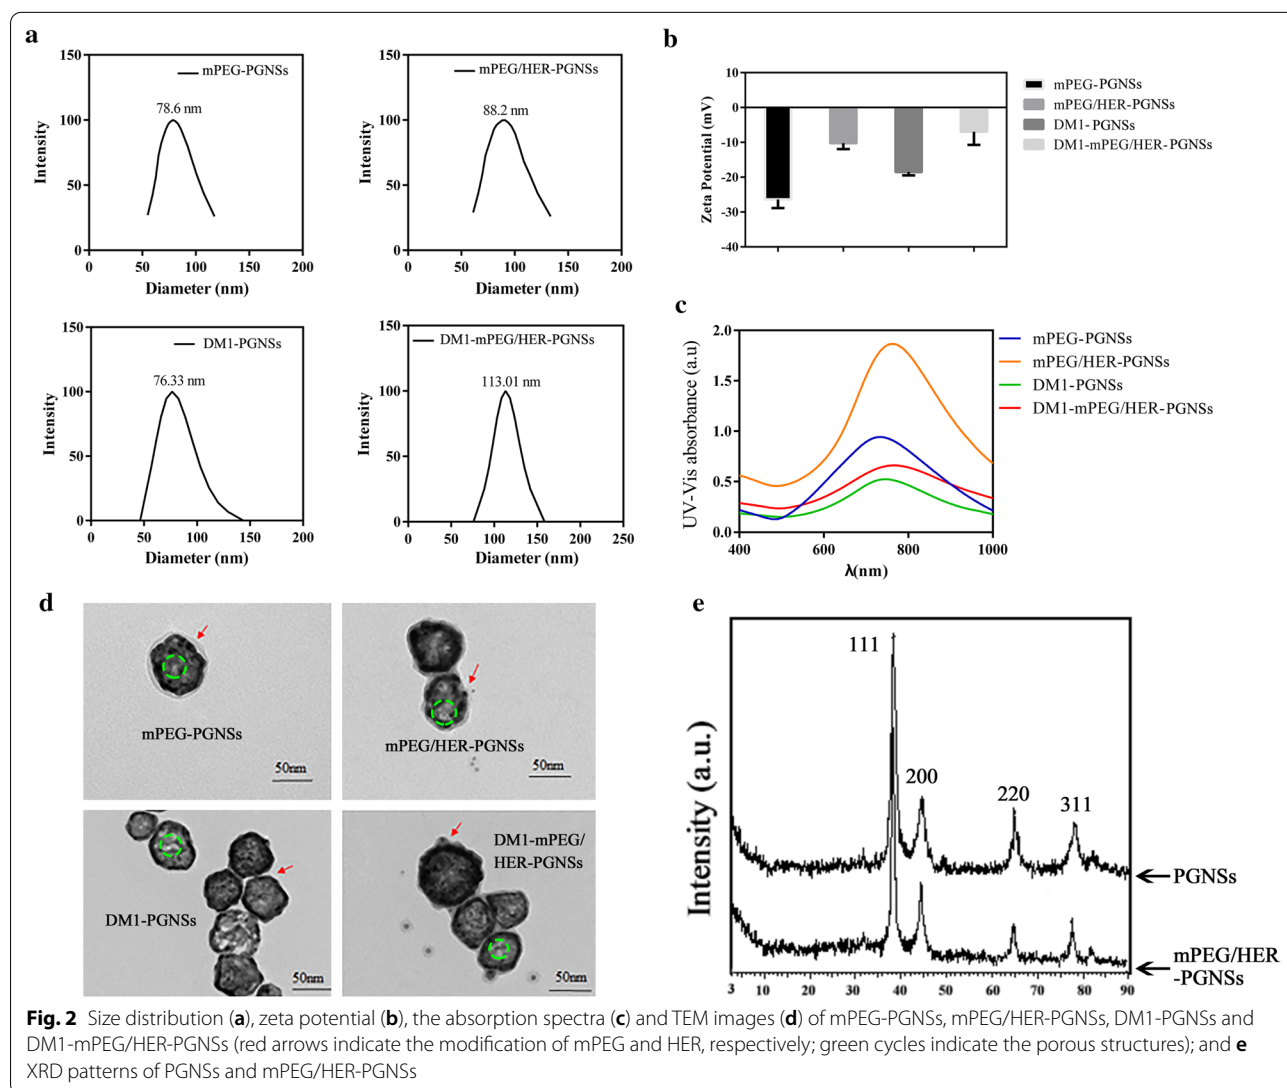 a
150
100
50
0
Intensity
mPEG-PGNSs
78.6 nm
0 50 100 150 200
Diameter (nm)
150
100
50
0
Intensity
mPEG/HER-PGNSs
88.2 nm
0 50 100 150 200
Diameter (nm)
150
100
50
0
Intensity
DM1-PGNSs
76.33 nm
0 50 100 150 200
Diameter (nm)
150
100
50
0
Intensity
DM1-mPEG/HER-PGNSs
113.01 nm
0 50 100 150 200 250
Diameter (nm)
b
10
0
-10
-20
-30
-40
Zeta Potential (mV)
mPEG-PGNSs
mPEG/HER-PGNSs
DM1-PGNSs
DM1-mPEG/HER-PGNSs
c
2.0
1.5
1.0
0.5
0.0
UV-Vis absorbance (a.u)
400 600 800 1000
λ(nm)
mPEG-PGNSs
mPEG/HER-PGNSs
DM1-PGNSs
DM1-mPEG/HER-PGNSs
d
mPEG-PGNSs
50nm
mPEG/HER-PGNSs
50nm
DM1-PGNSs
50nm
DM1-mPEG/
HER-PGNSs
50nm
e
Intensity (a.u.)
111
200
220
311
PGNSs
mPEG/HER
-PGNSs
3 10 20 30 40 50 60 70 80 90
Fig. 2 Size distribution (a), zeta potential (b), the absorption spectra (c) and TEM images (d) of mPEG-PGNSs, mPEG/HER-PGNSs, DM1-PGNSs and
DM1-mPEG/HER-PGNSs (red arrows indicate the modification of mPEG and HER, respectively; green cycles indicate the porous structures); and e
XRD patterns of PGNSs and mPEG/HER-PGNSs